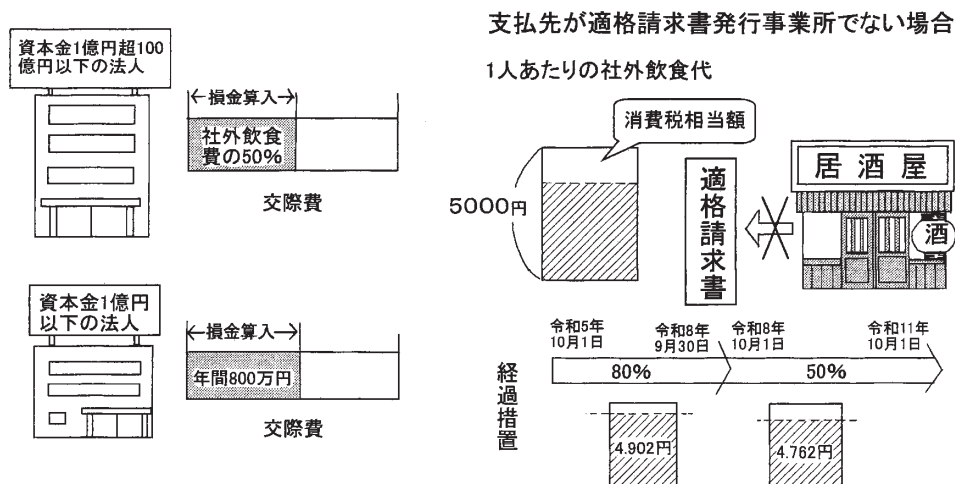 資本金1億円超100
億円以下の法人
←損金算入→
社外飲食
費の50%
交際費
資本金1億円
以下の法人
←損金算入→
年間800万円
交際費
支払先が適格請求書発行事業所でない場合
1人あたりの社外飲食代
消費税相当額
5000円
適格請求書
居酒屋
酒
令和5年
10月1日
令和8年
9月30日
令和8年
10月1日
令和11年
10月1日
経過措置
80%
50%
4.902円
4.762円